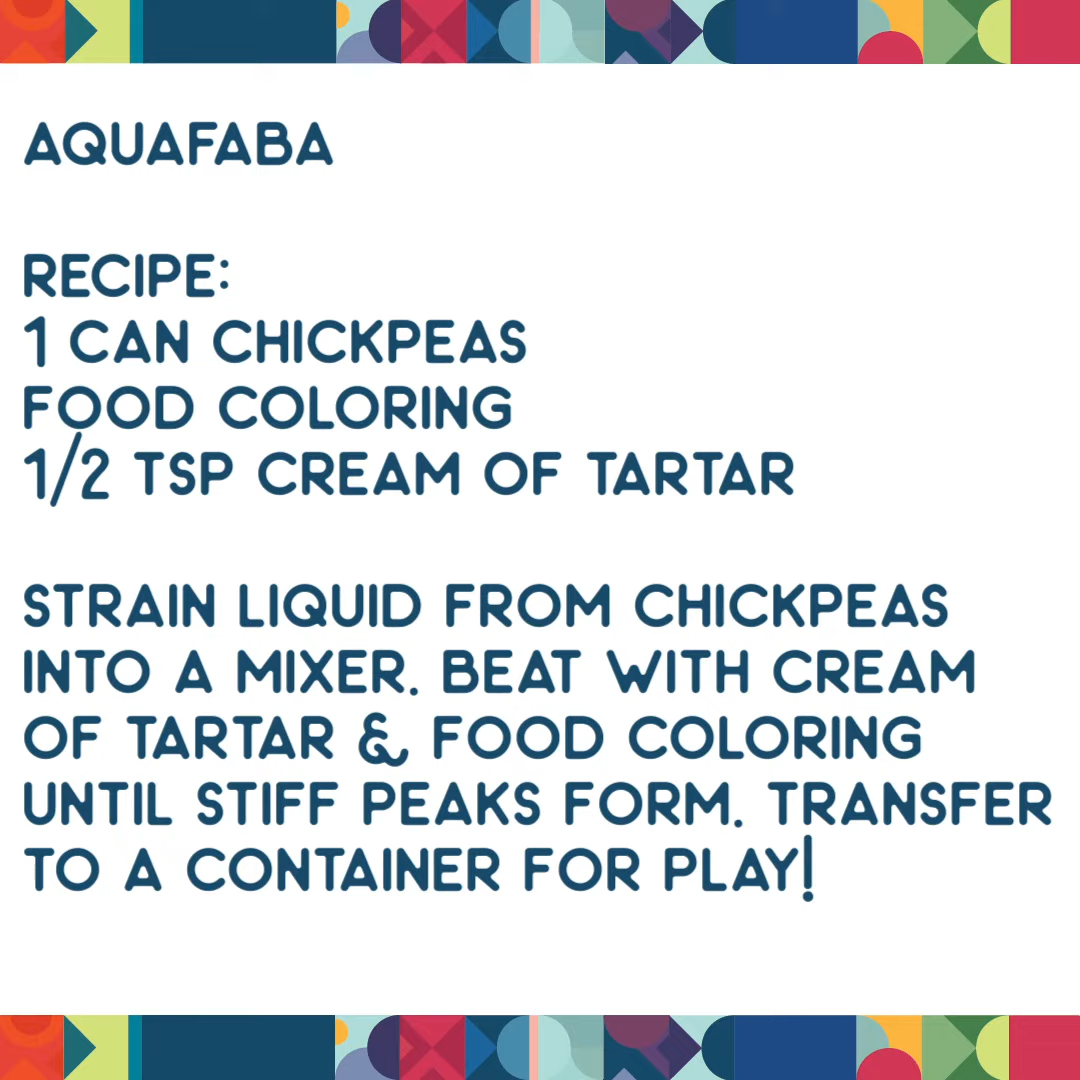 AQUAFABA
RECIPE:
1 CAN CHICKPEAS
FOOD COLORING
1/2 TSP CREAM OF TARTAR
STRAIN LIQUID FROM CHICKPEAS
INTO A MIXER. BEAT WITH CREAM
OF TARTAR & FOOD COLORING
UNTIL STIFF PEAKS FORM. TRANSFER
TO A CONTAINER FOR PLAY!